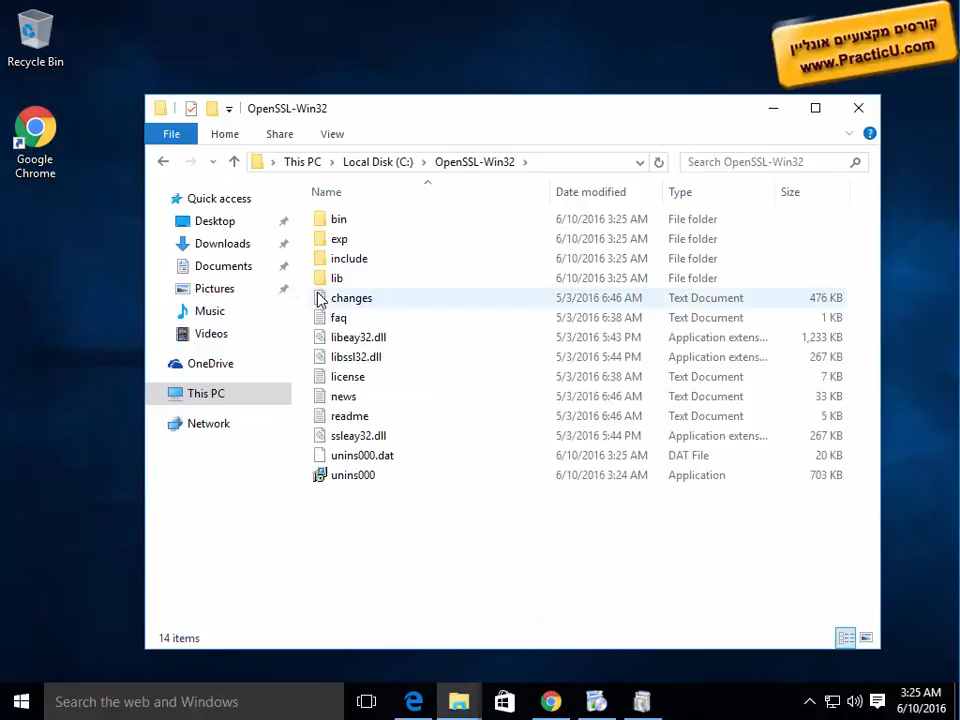 Recycle Bin
Google
Chrome
קורסים מקצועיים אונליין
www.PracticU.com
OpenSSL-Win32
File
Home
Share
View
This PC
Local Disk (C:)
OpenSSL-Win32
Search OpenSSL-Win32
Quick access
Desktop
Downloads
Documents
Pictures
Music
Videos
OneDrive
This PC
Network
Name Date modified Type Size
bin 6/10/2016 3:25 AM File folder
exp 6/10/2016 3:25 AM File folder
include 6/10/2016 3:25 AM File folder
lib 6/10/2016 3:25 AM File folder
changes 5/3/2016 6:46 AM Text Document 476 KB
faq 5/3/2016 6:38 AM Text Document 1 KB
libeay32.dll 5/3/2016 5:43 PM Application extens... 1,233 KB
libssl32.dll 5/3/2016 5:44 PM Application extens... 267 KB
license 5/3/2016 6:38 AM Text Document 7 KB
news 5/3/2016 6:46 AM Text Document 33 KB
readme 5/3/2016 6:46 AM Text Document 5 KB
ssleay32.dll 5/3/2016 5:44 PM Application extens... 267 KB
unins000.dat 6/10/2016 3:25 AM DAT File 20 KB
unins000 6/10/2016 3:24 AM Application 703 KB
14 items
Search the web and Windows
3:25 AM
6/10/2016